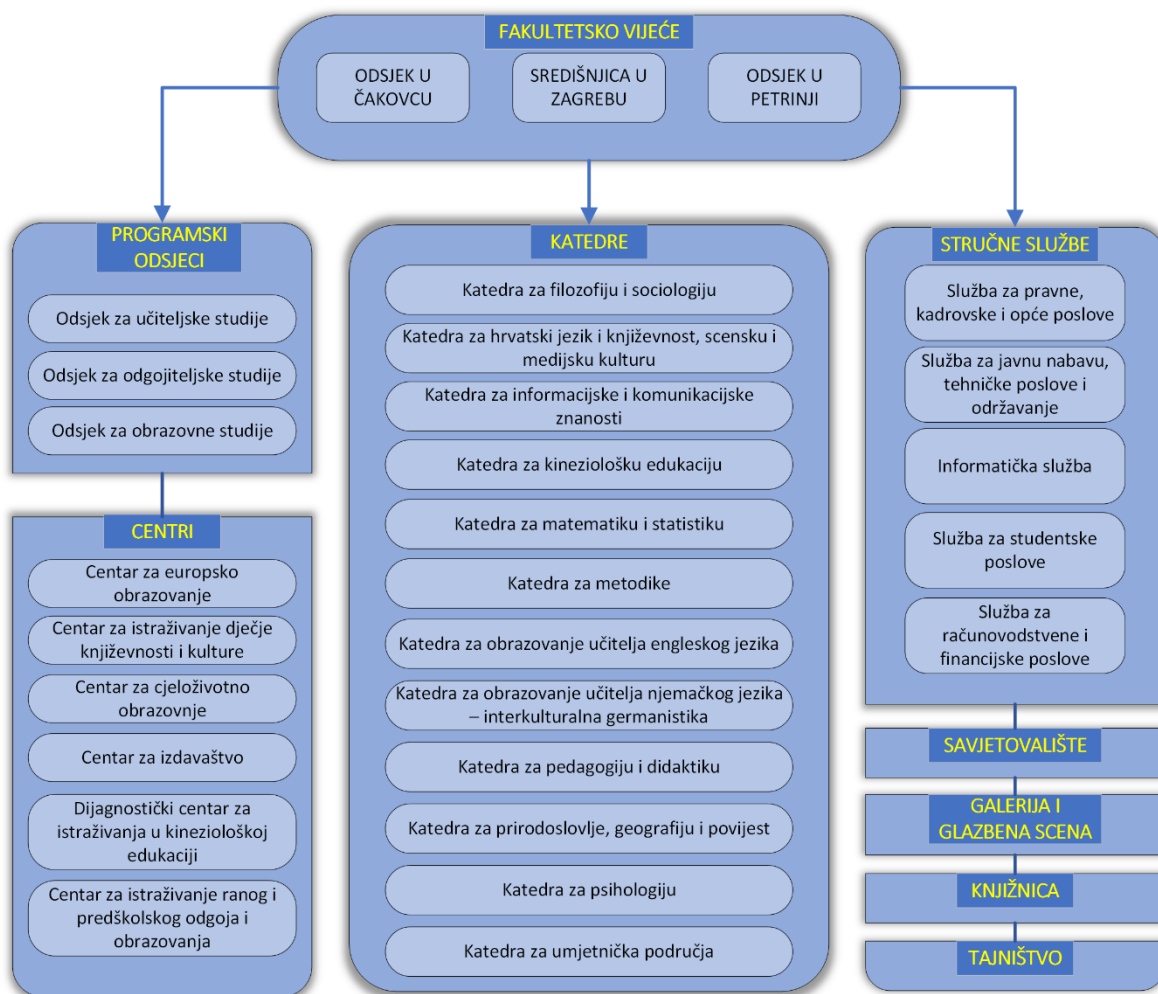 FAKULTETSKO VIJEĆE
ODSJEK U
ČAKOVCU
SREDIŠNJICA U
ZAGREBU
ODSJEK U
PETRINJI
PROGRAMSKI
ODSJECI
Odsjek za učiteljske studije
Odsjek za odgojiteljske studije
Odsjek za obrazovne studije
CENTRI
Centar za europsko
obrazovanje
Centar za istraživanje dječje
književnosti i kulture
Centar za cjeloživotno
obrazovnje
Centar za izdavaštvo
Dijagnostički centar za
istraživanja u kineziološkoj
edukaciji
Centar za istraživanje ranog i
predškolskog odgoja i
obrazovanja
KATEDRE
Katedra za filozofiju i sociologiju
Katedra za hrvatski jezik i književnost, scensku i
medijsku kulturu
Katedra za informacijske i komunikacijske
znanosti
Katedra za kineziološku edukaciju
Katedra za matematiku i statistiku
Katedra za metodike
Katedra za obrazovanje učitelja engleskog jezika
Katedra za obrazovanje učitelja njemačkog jezika
– interkulturalna germanistika
Katedra za pedagogiju i didaktiku
Katedra za prirodoslovlje, geografiju i povijest
Katedra za psihologiju
Katedra za umjetnička područja
STRUČNE SLUŽBE
Služba za pravne,
kadrovske i opće poslove
Služba za javnu nabavu,
tehničke poslove i
održavanje
Informatička služba
Služba za studentske
poslove
Služba za
računovodstvene i
financijske poslove
SAVJETOVALIŠTE
GALERIJA I
GLAZBENA SCENA
KNJIŽNICA
TAJNIŠTVO